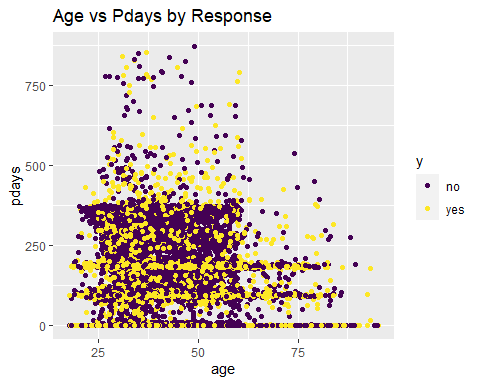 Age vs Pdays by Response
pdays
750
500
250
0
25
50
75
age
y
no
yes